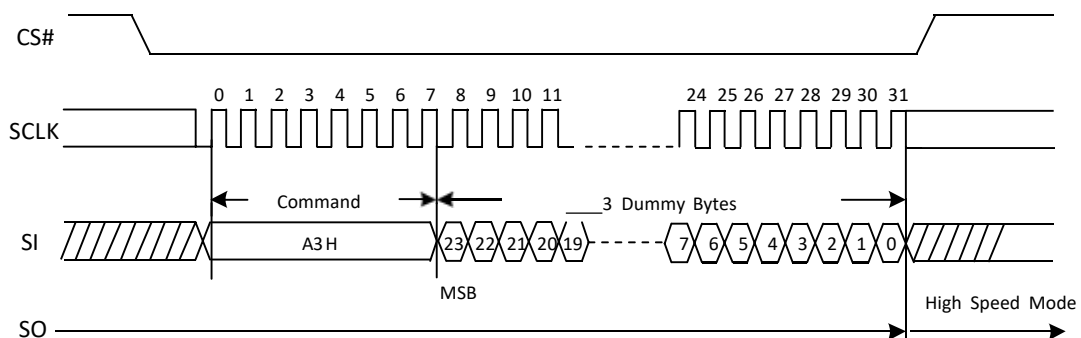 CS#
0 1 2 3 4 5 6 7 8 9 10 11 24 25 26 27 28 29 30 31
SCLK
Command 3 Dummy Bytes
SI A3H 23 22 21 20 19 7 6 5 4 3 2 1 0
MSB
High Speed Mode
SO